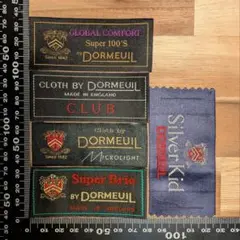 GLOBAL COMFORT
Super 100'S
by DORMEUIL
CLOTH BY DORMEUIL
MADE IN ENGLAND
CLUB
Cloth by
DORMEUIL
MICROLIGHT
Super Brio
BY DORMEUIL
SilverKid
DORMEUIL